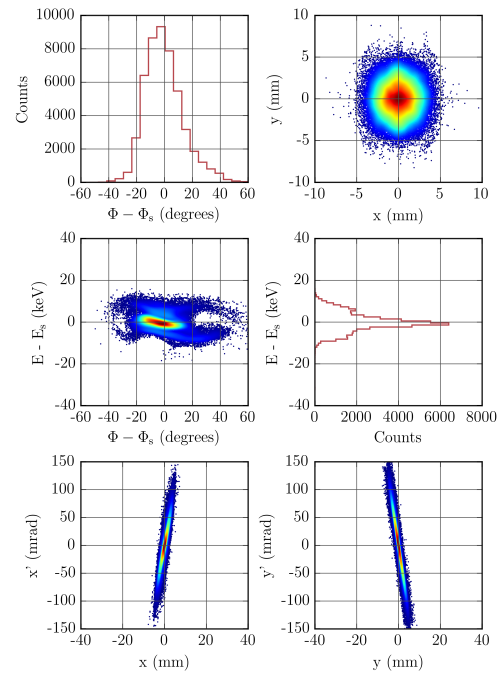 10000
8000
6000
4000
2000
0
Counts
-60 -40 -20 0 20 40 60
Φ − Φs (degrees)
10
5
0
-5
-10
y (mm)
-10 -5 0 5 10
x (mm)
40
20
0
-20
-40
E - Es (keV)
-60 -40 -20 0 20 40 60
Φ − Φs (degrees)
40
20
0
-20
-40
E - Es (keV)
0 2000 4000 6000 8000
Counts
150
100
50
0
-50
-100
-150
x' (mrad)
-40 -20 0 20 40
x (mm)
150
100
50
0
-50
-100
-150
y' (mrad)
-40 -20 0 20 40
y (mm)